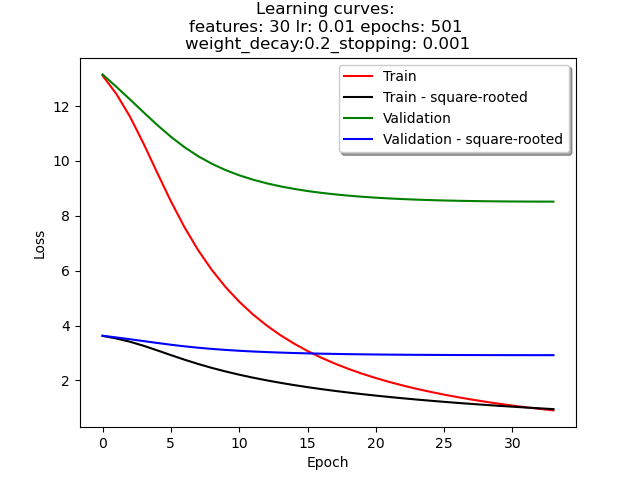 Learning curves:
features: 30 lr: 0.01 epochs: 501
weight_decay:0.2_stopping: 0.001
Train
Train - square-rooted
Validation
Validation - square-rooted
12
10
8
6
4
2
Loss
0 5 10 15 20 25 30
Epoch